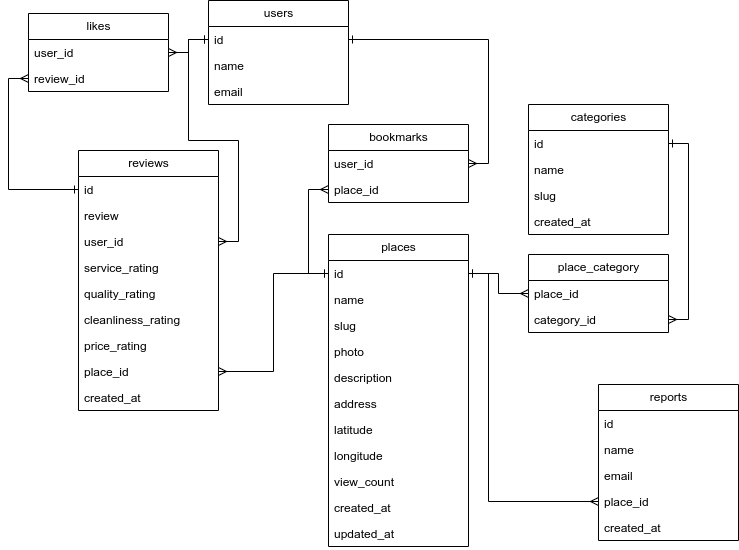 likes
user_id
review_id
users
id
name
email
reviews
id
review
user_id
service_rating
quality_rating
cleanliness_rating
price_rating
place_id
created_at
bookmarks
user_id
place_id
places
id
name
slug
photo
description
address
latitude
longitude
view_count
created_at
updated_at
categories
id
name
slug
created_at
place_category
place_id
category_id
reports
id
name
email
place_id
created_at